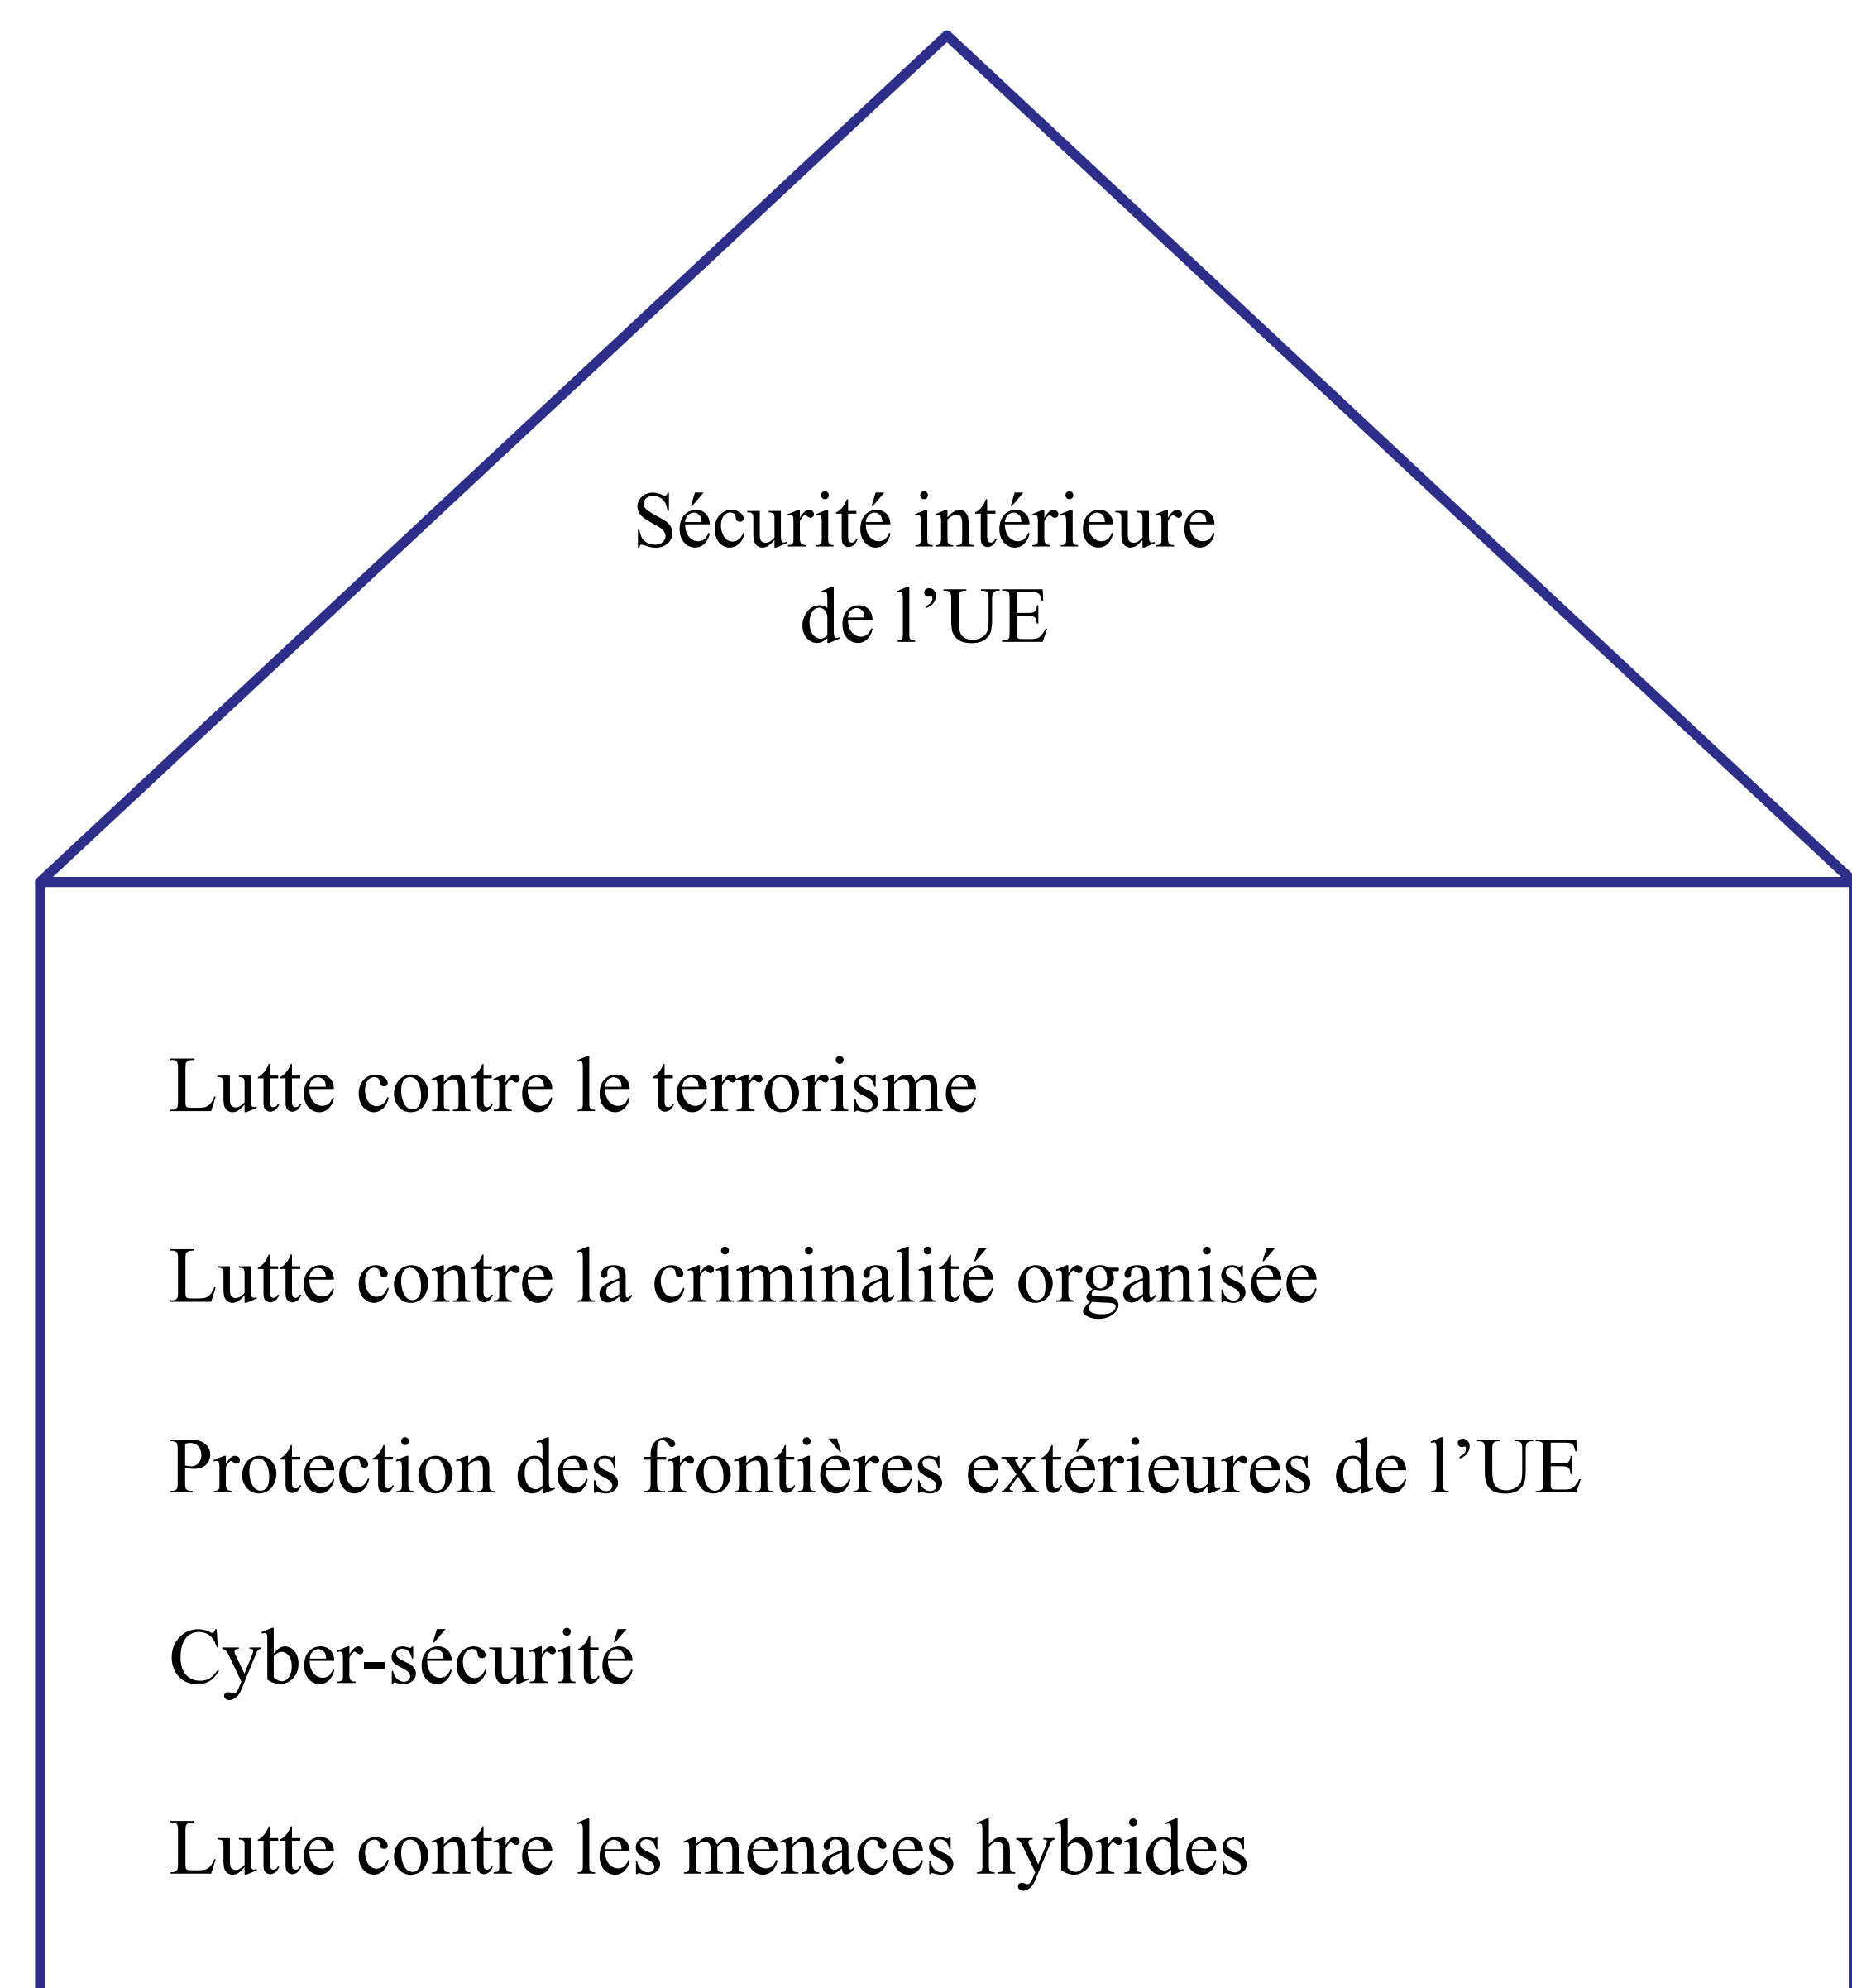 Sécurité intérieure
de l’UE
Lutte contre le terrorisme
Lutte contre la criminalité organisée
Protection des frontières extérieures de l’UE
Cyber-sécurité
Lutte contre les menaces hybrides